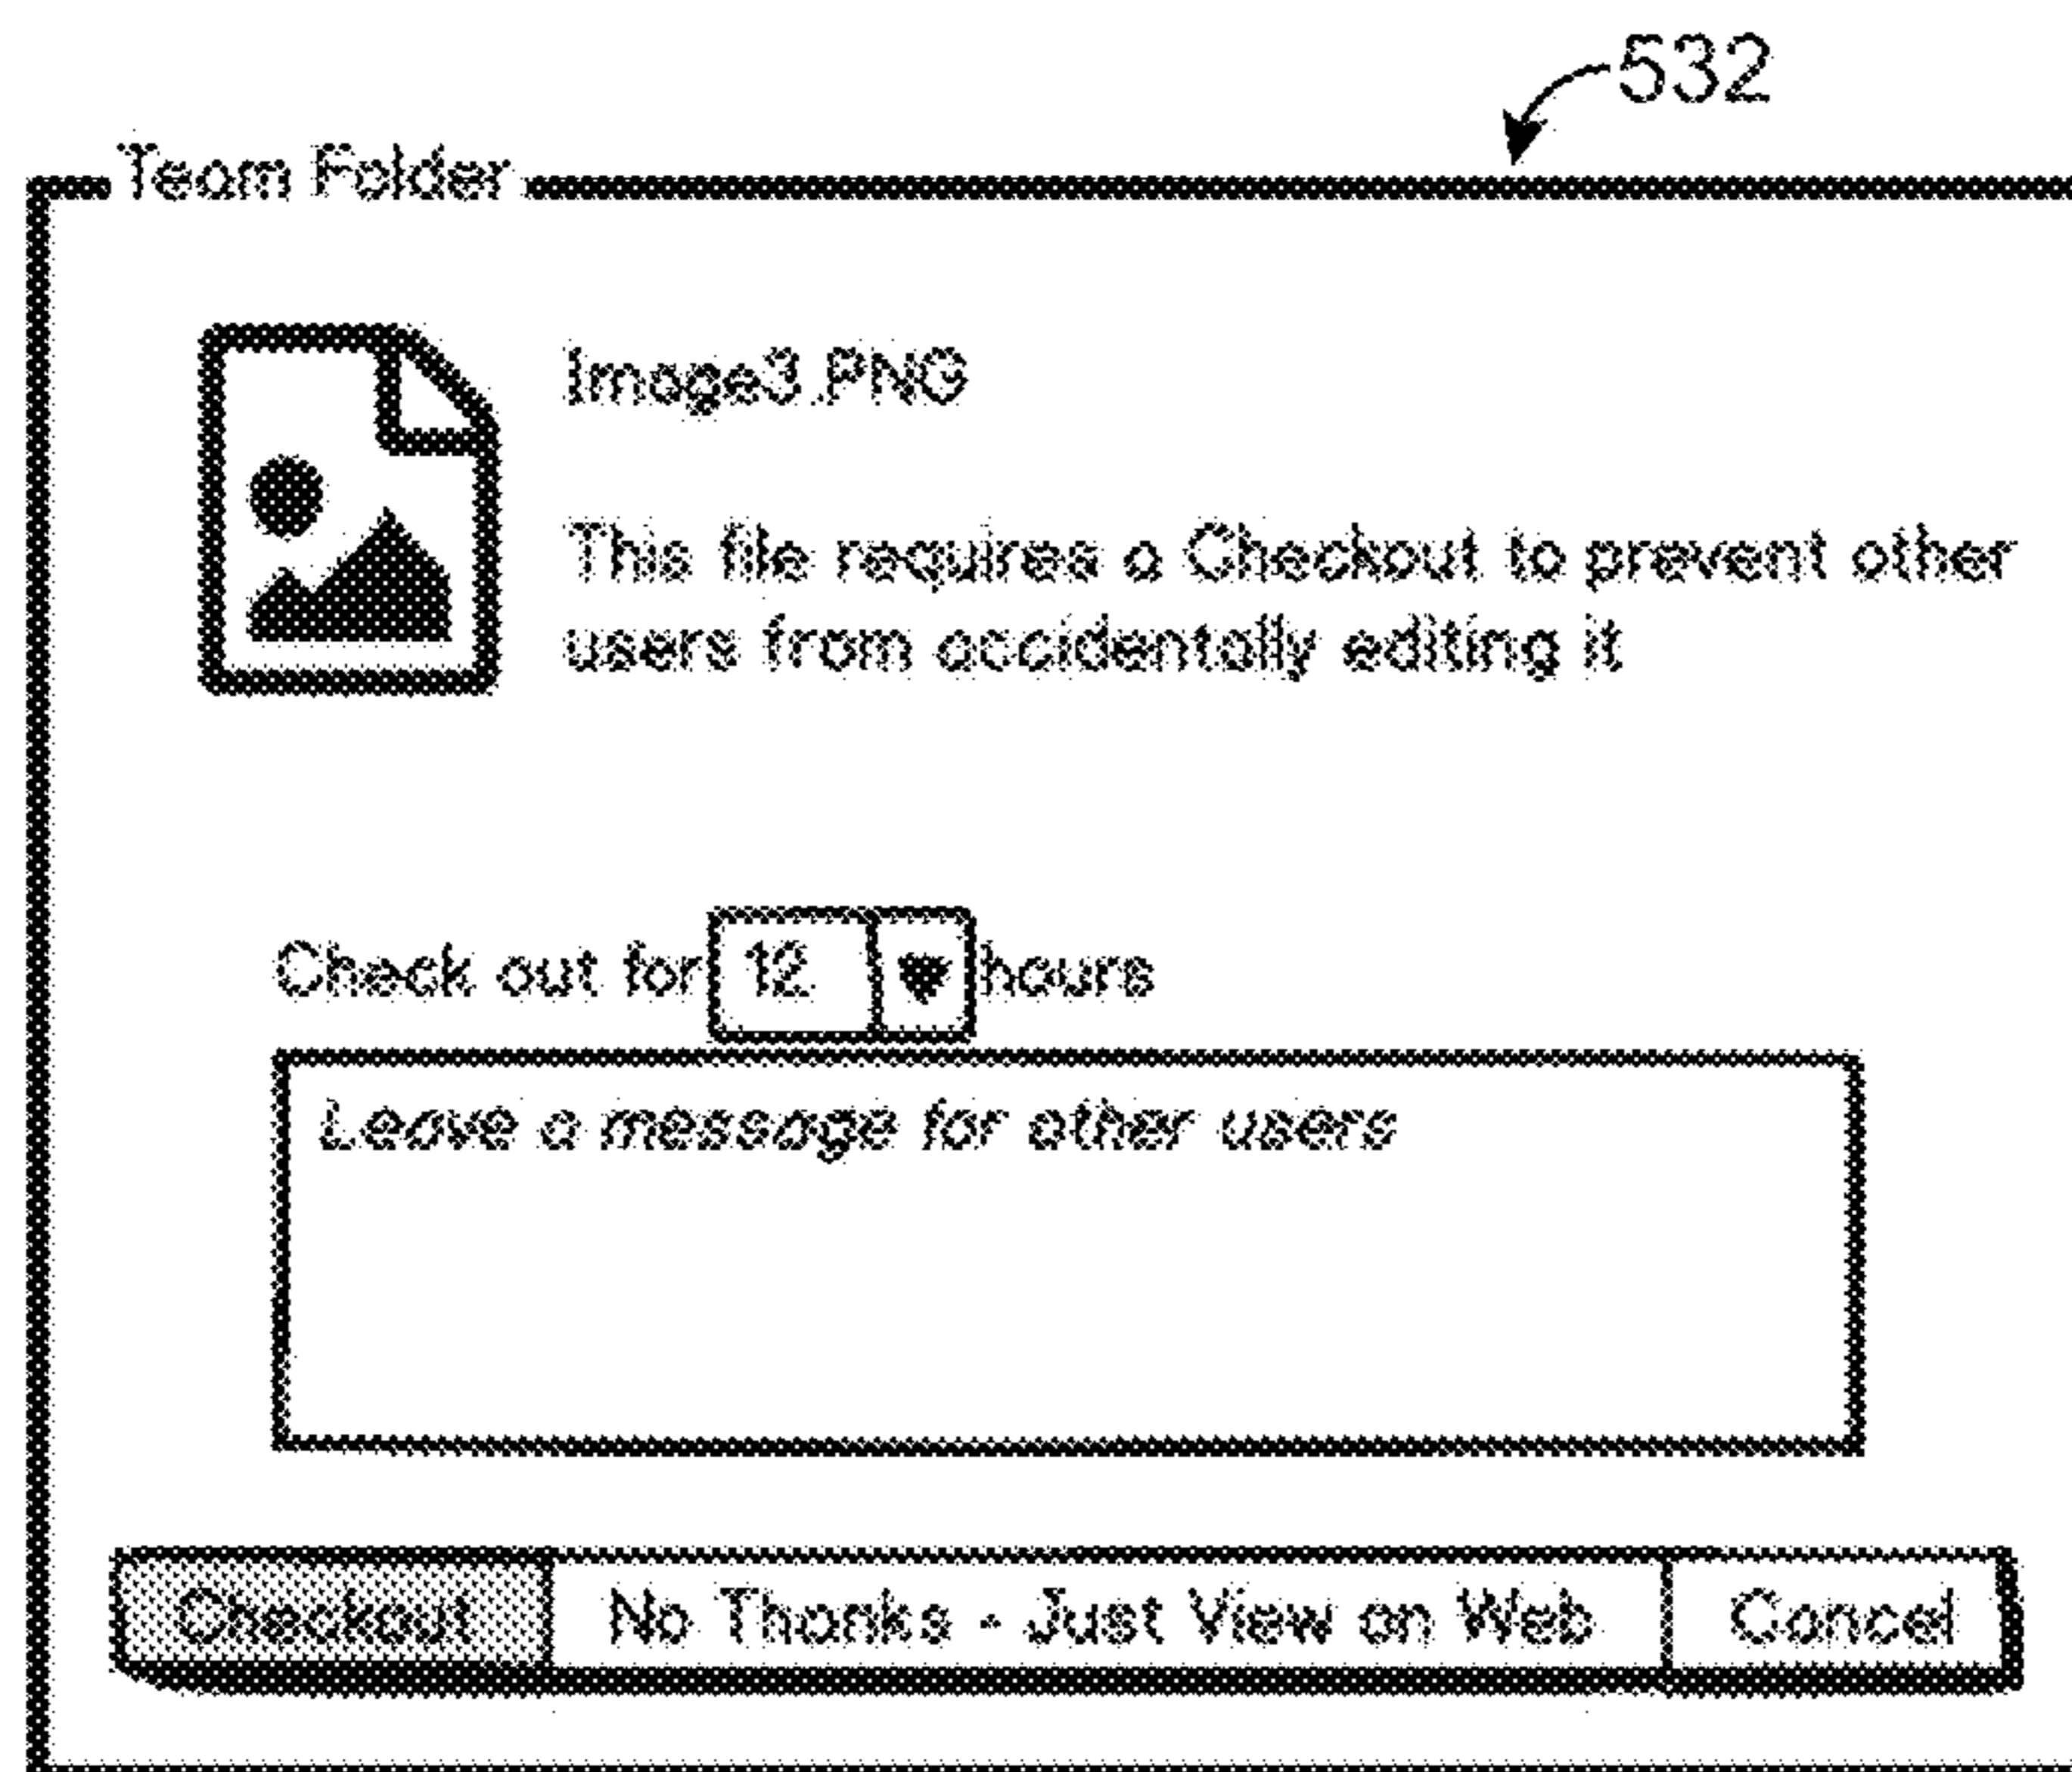 532
Team Folder
Image3.PNG
This file requires a Checkout to prevent other
users from accidentally editing it
Check out for 12 hours
Leave a message for other users
Checkout No Thanks - Just View on Web Cancel